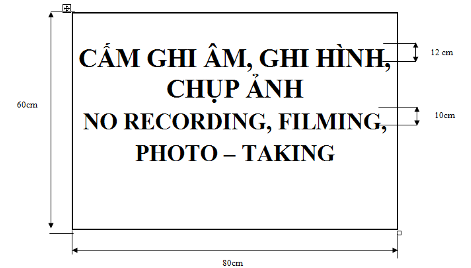 CẤM GHI ÂM, GHI HÌNH,
12 cm
CHỤP ẢNH
60cm
NO RECORDING, FILMING,
10cm
PHOTO – TAKING
80cm